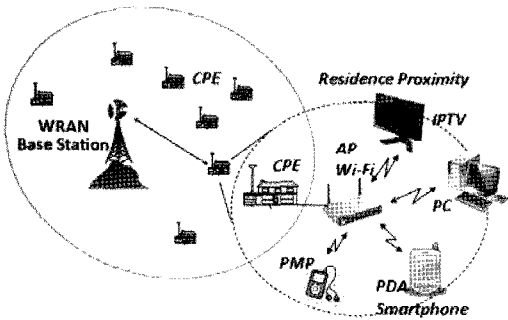 CPE
Residence Proximity
WRAN
Base Station
IPTV
AP
Wi-Fi
CPE
PC
PMP
PDA
Smartphone